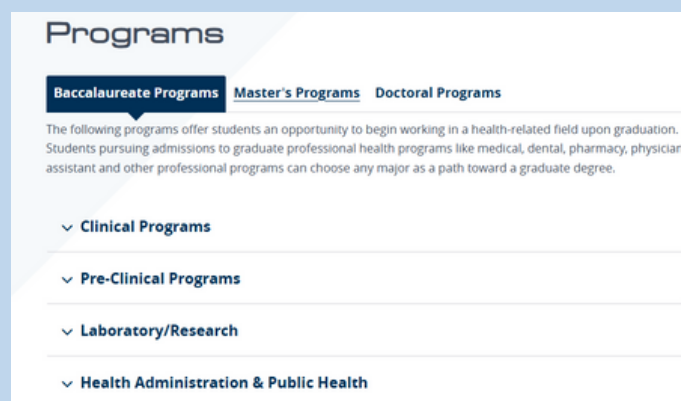 Programs
Baccalaureate Programs Master's Programs Doctoral Programs
The following programs offer students an opportunity to begin working in a health-related field upon graduation.
Students pursuing admissions to graduate professional health programs like medical, dental, pharmacy, physician
assistant and other professional programs can choose any major as a path toward a graduate degree.
Clinical Programs
Pre-Clinical Programs
Laboratory/Research
Health Administration & Public Health